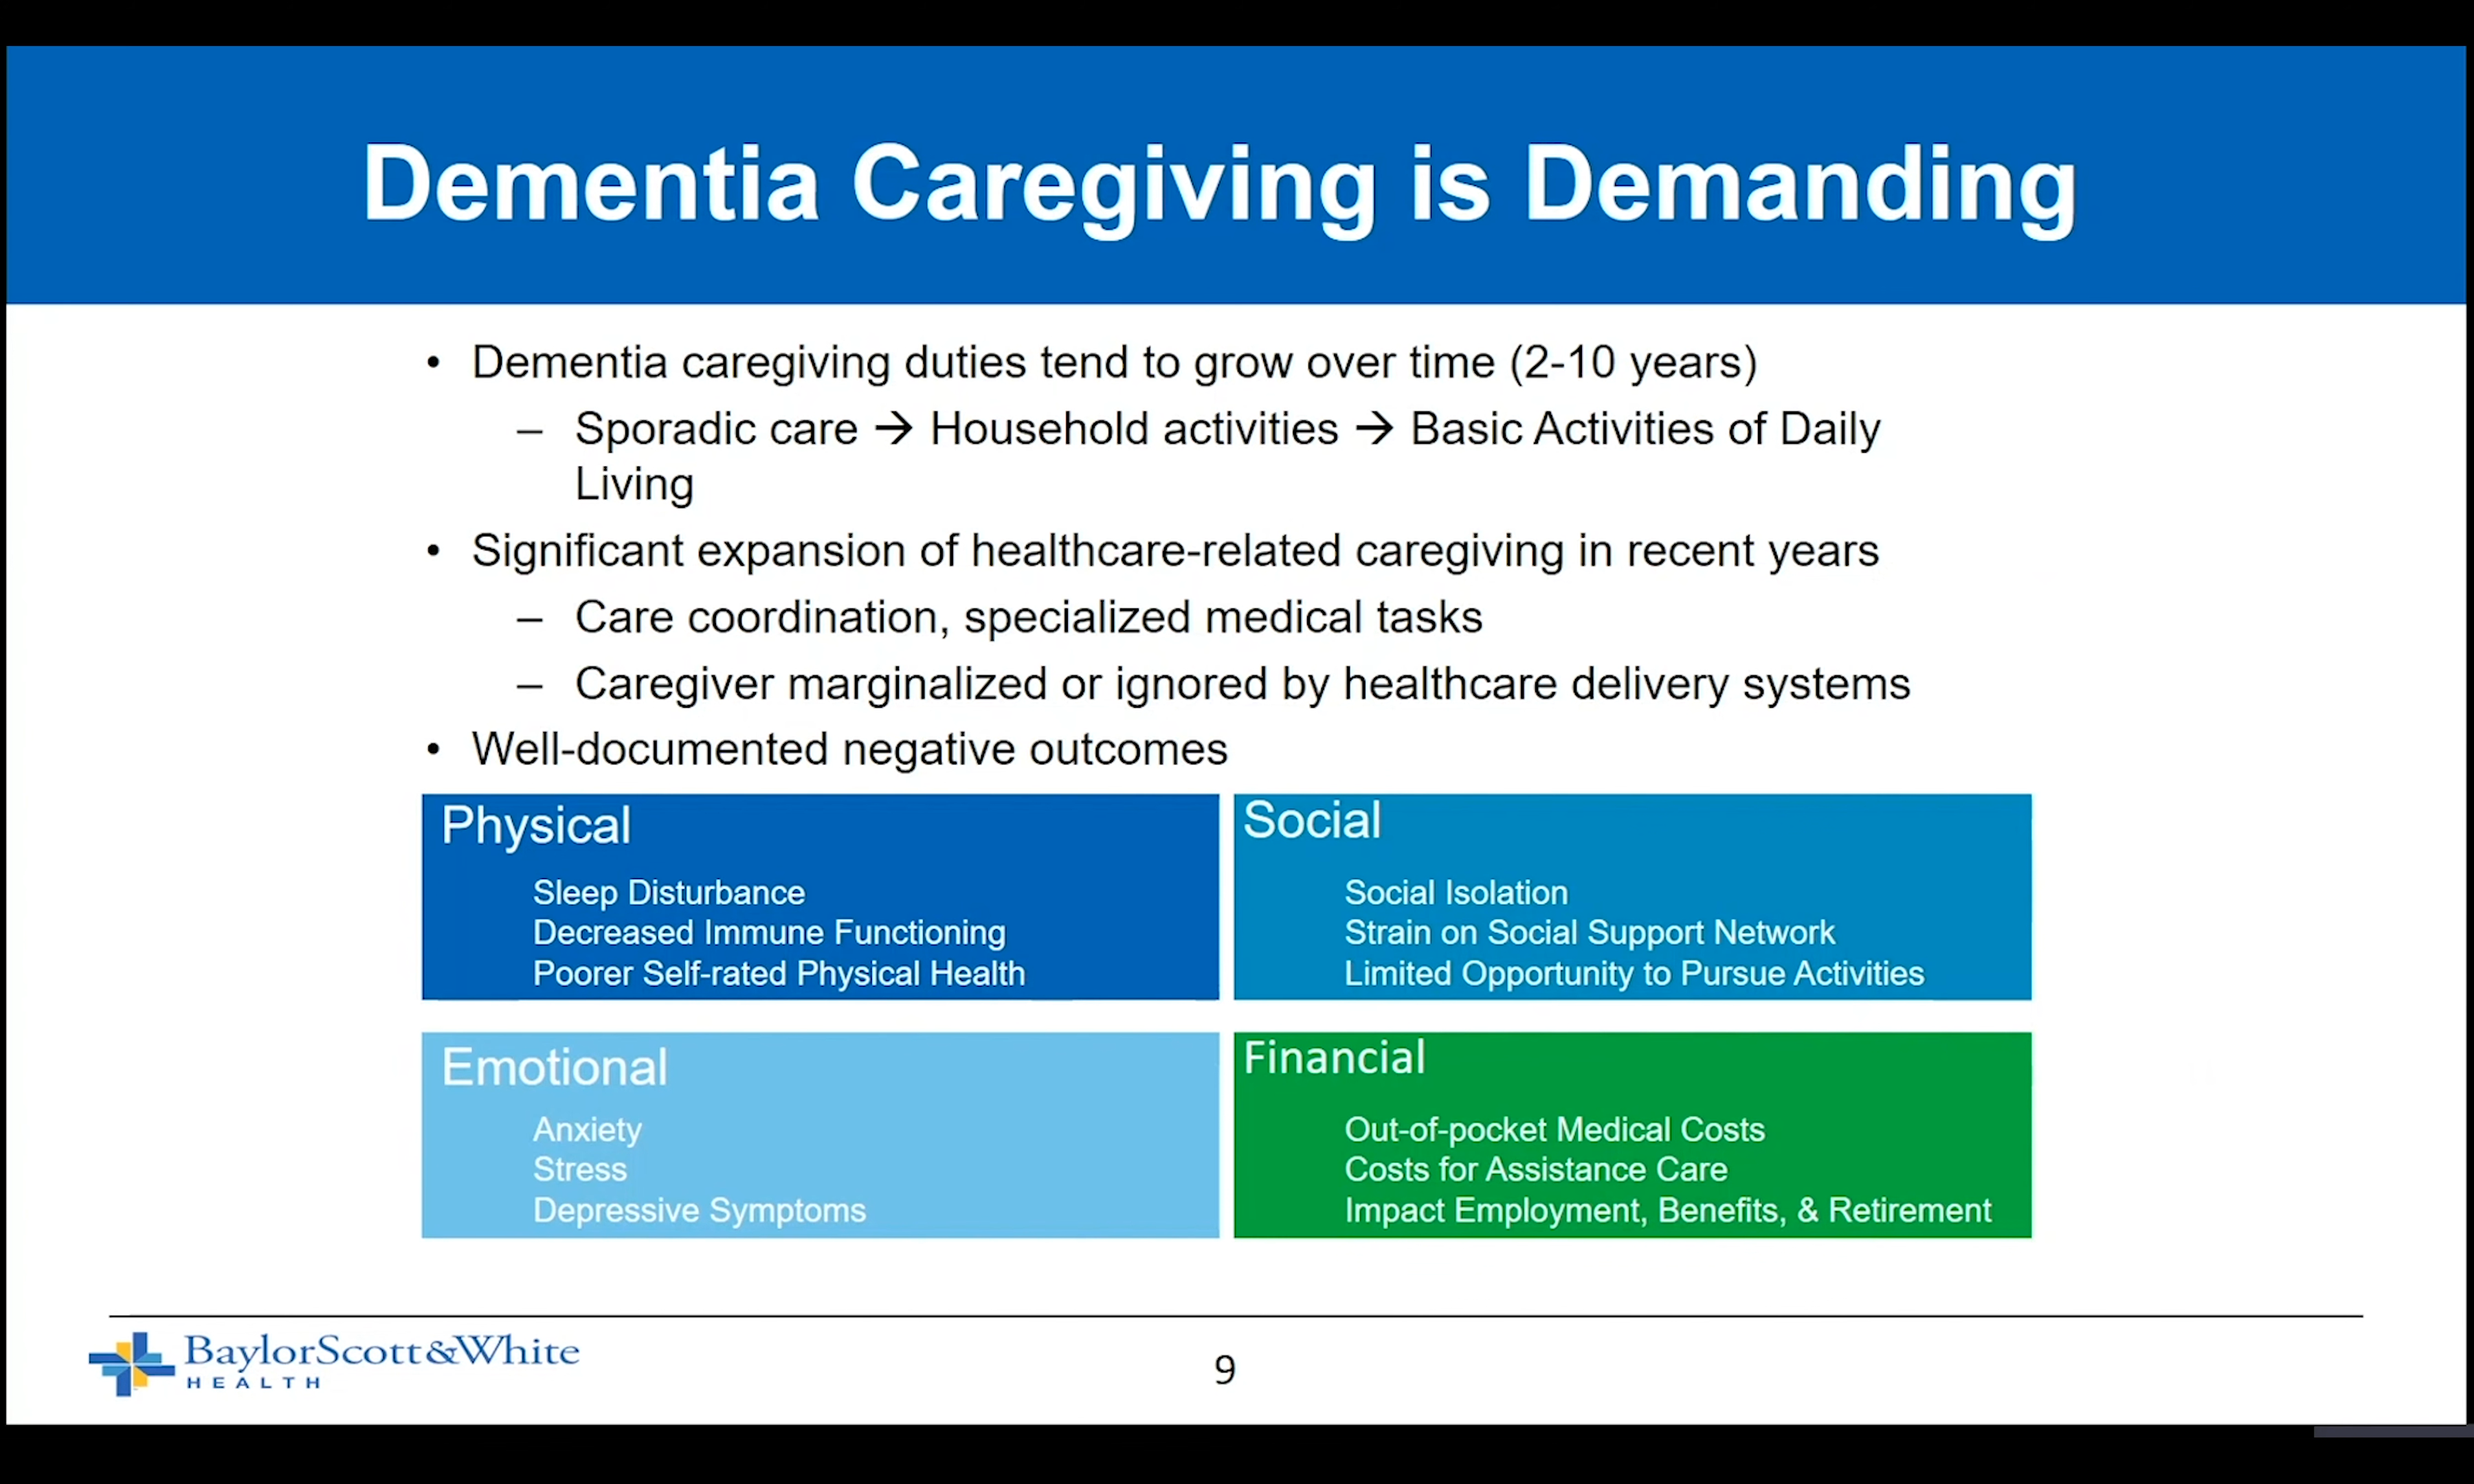 Dementia Caregiving is Demanding
• Dementia caregiving duties tend to grow over time (2-10 years)
– Sporadic care → Household activities → Basic Activities of Daily
Living
• Significant expansion of healthcare-related caregiving in recent years
– Care coordination, specialized medical tasks
– Caregiver marginalized or ignored by healthcare delivery systems
• Well-documented negative outcomes
Physical
Sleep Disturbance
Decreased Immune Functioning
Poorer Self-rated Physical Health
Social
Social Isolation
Strain on Social Support Network
Limited Opportunity to Pursue Activities
Emotional
Anxiety
Stress
Depressive Symptoms
Financial
Out-of-pocket Medical Costs
Costs for Assistance Care
Impact Employment, Benefits, & Retirement
BaylorScott&White
HEALTH
9